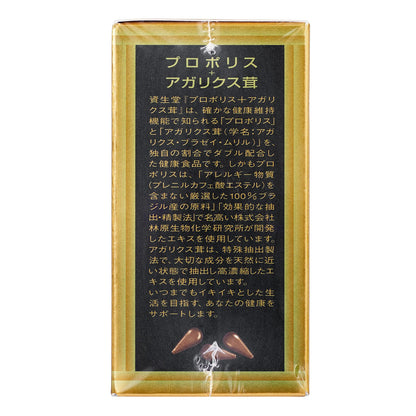 プロポリス
+
アガリクス茸
資生堂『プロポリス＋アガリ
クス茸』は、確かな健康維持
機能で知られる「プロポリス」
と「アガリクス茸（学名：アガ
リクス・ブラゼイ・ムリル）」を、
独自の割合でダブル配合し
た健康食品です。しかもプロ
ポリスは、「アレルギー物質
（プレニルカフェ酸エステル）を
含まない厳選した100%ブラ
ジル産の原料」「効果的な抽
出・精製法」で名高い株式会社
林原生物化学研究所が開発
したエキスを使用しています。
アガリクス茸は、特殊抽出製
法で、大切な成分を天然に近
い状態で抽出し高濃縮したエ
キスを使用しています。
いつまでもイキイキとした生
活を目指す、あなたの健康を
サポートします。